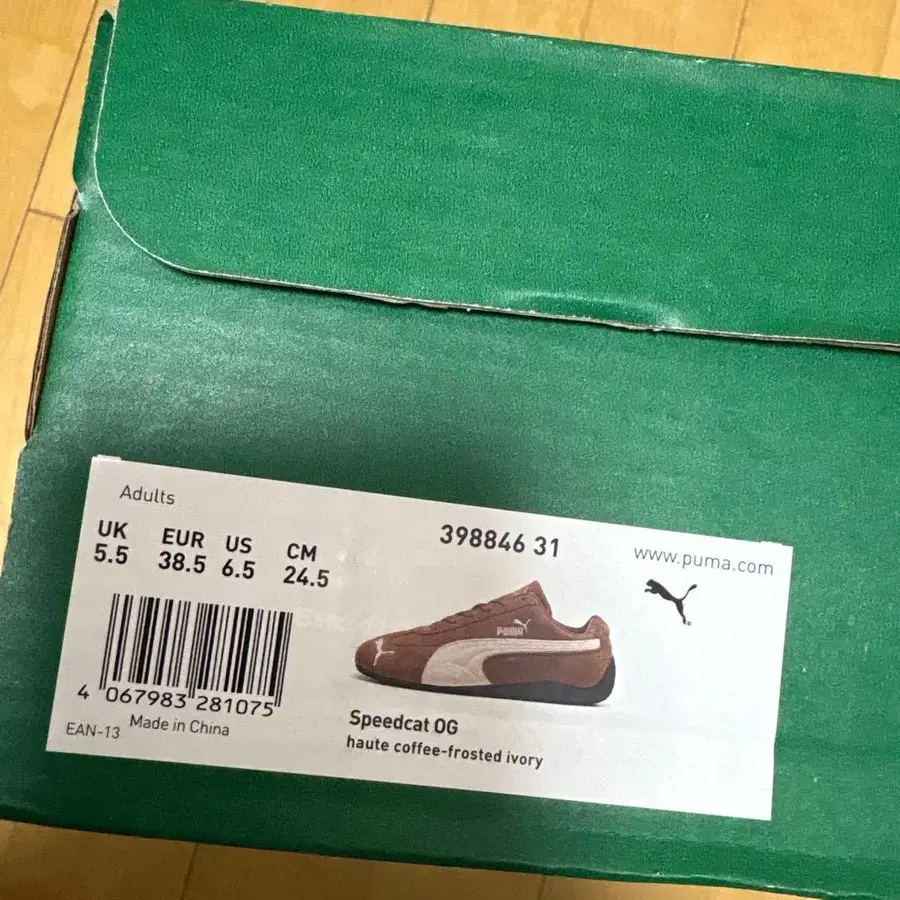 Adults
UK EUR US CM
5.5 38.5 6.5 24.5
398846 31
www.puma.com
PUMA
4 067983 281075
EAN-13 Made in China
Speedcat OG
haute coffee-frosted ivory